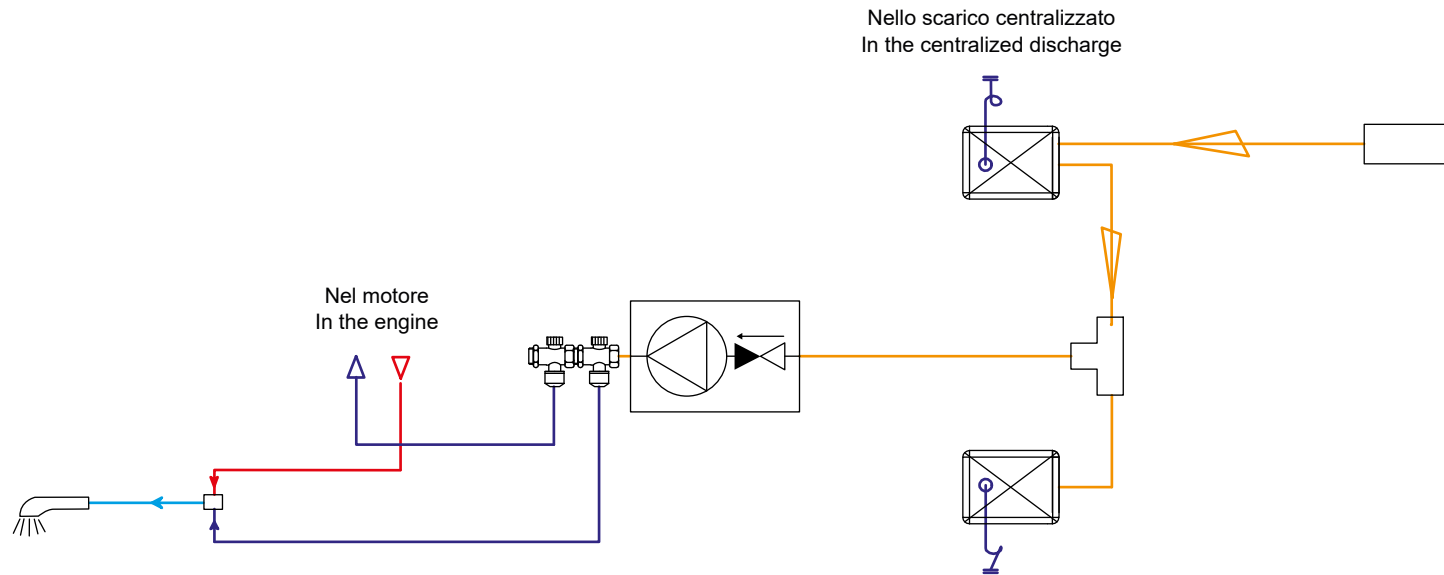 Nello scarico centralizzato
In the centralized discharge
Nel motore
In the engine